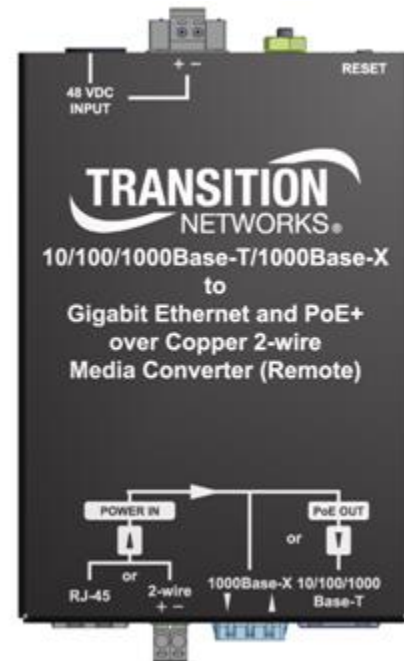 + −
48 VDC
INPUT
RESET
TRANSITION
NETWORKS®
10/100/1000Base-T/1000Base-X
to
Gigabit Ethernet and PoE+
over Copper 2-wire
Media Converter (Remote)
POWER IN
PoE OUT
or
or
RJ-45
2-wire
+ −
1000Base-X
10/100/1000
Base-T